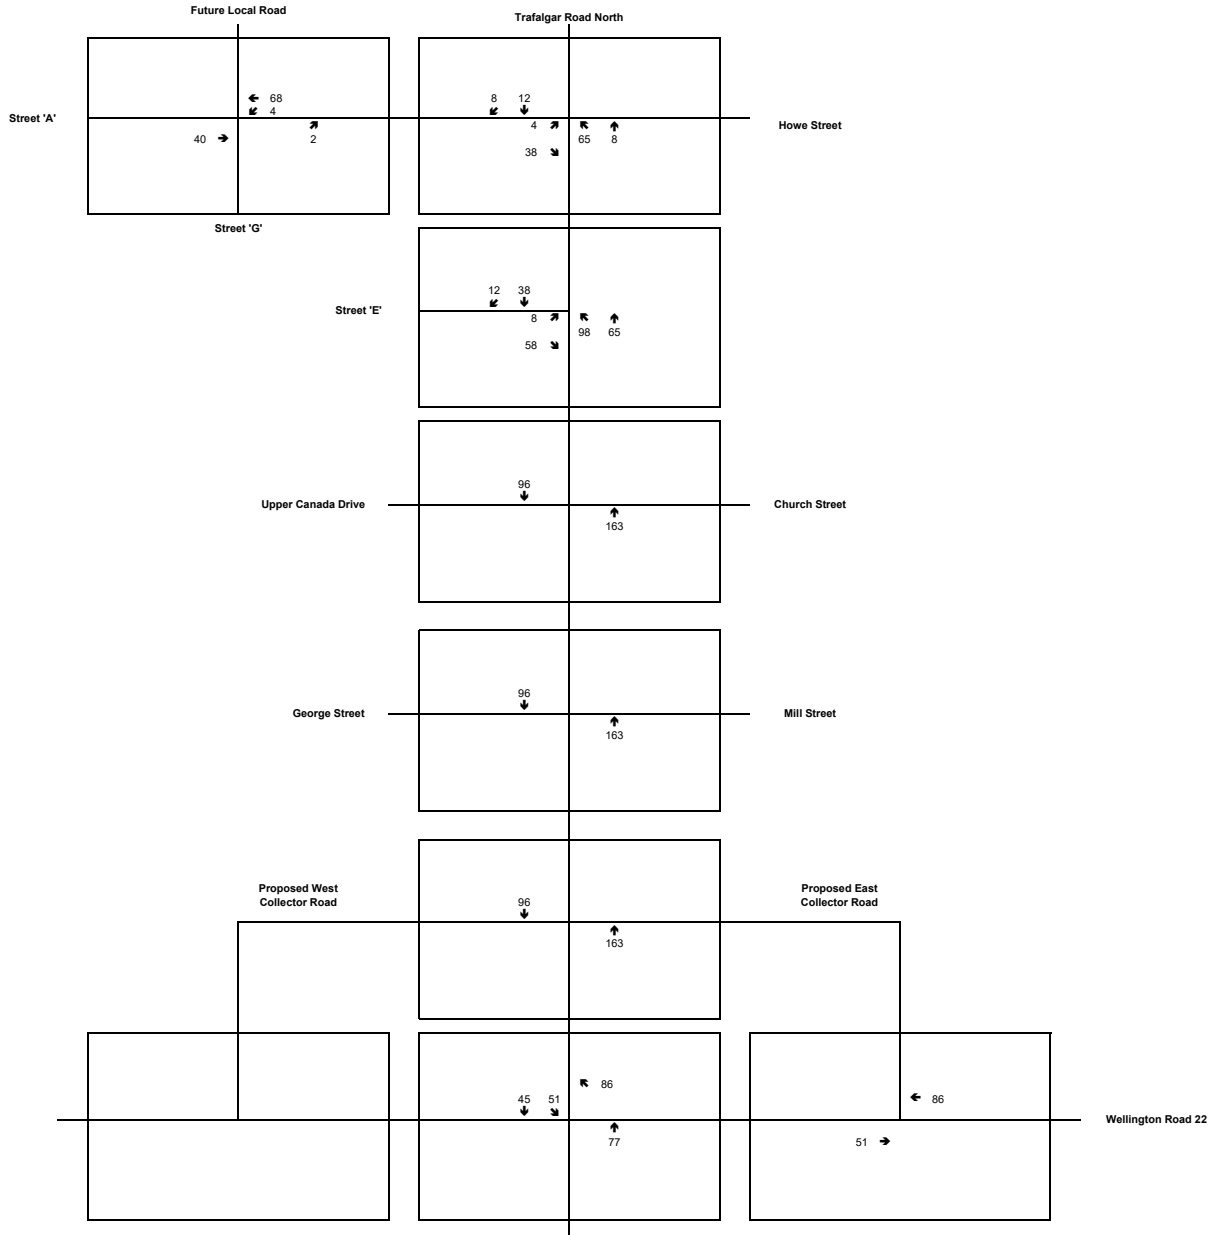 Future Local Road
Trafalgar Road North
68
4
40
2
Street 'A'
Street 'G'
8 12
4
65 8
38
Howe Street
Street 'E'
12 38
8
98 65
58
Upper Canada Drive
96
163
Church Street
George Street
96
163
Mill Street
Proposed West
Collector Road
96
163
Proposed East
Collector Road
86
45 51
77
86
51
Wellington Road 22